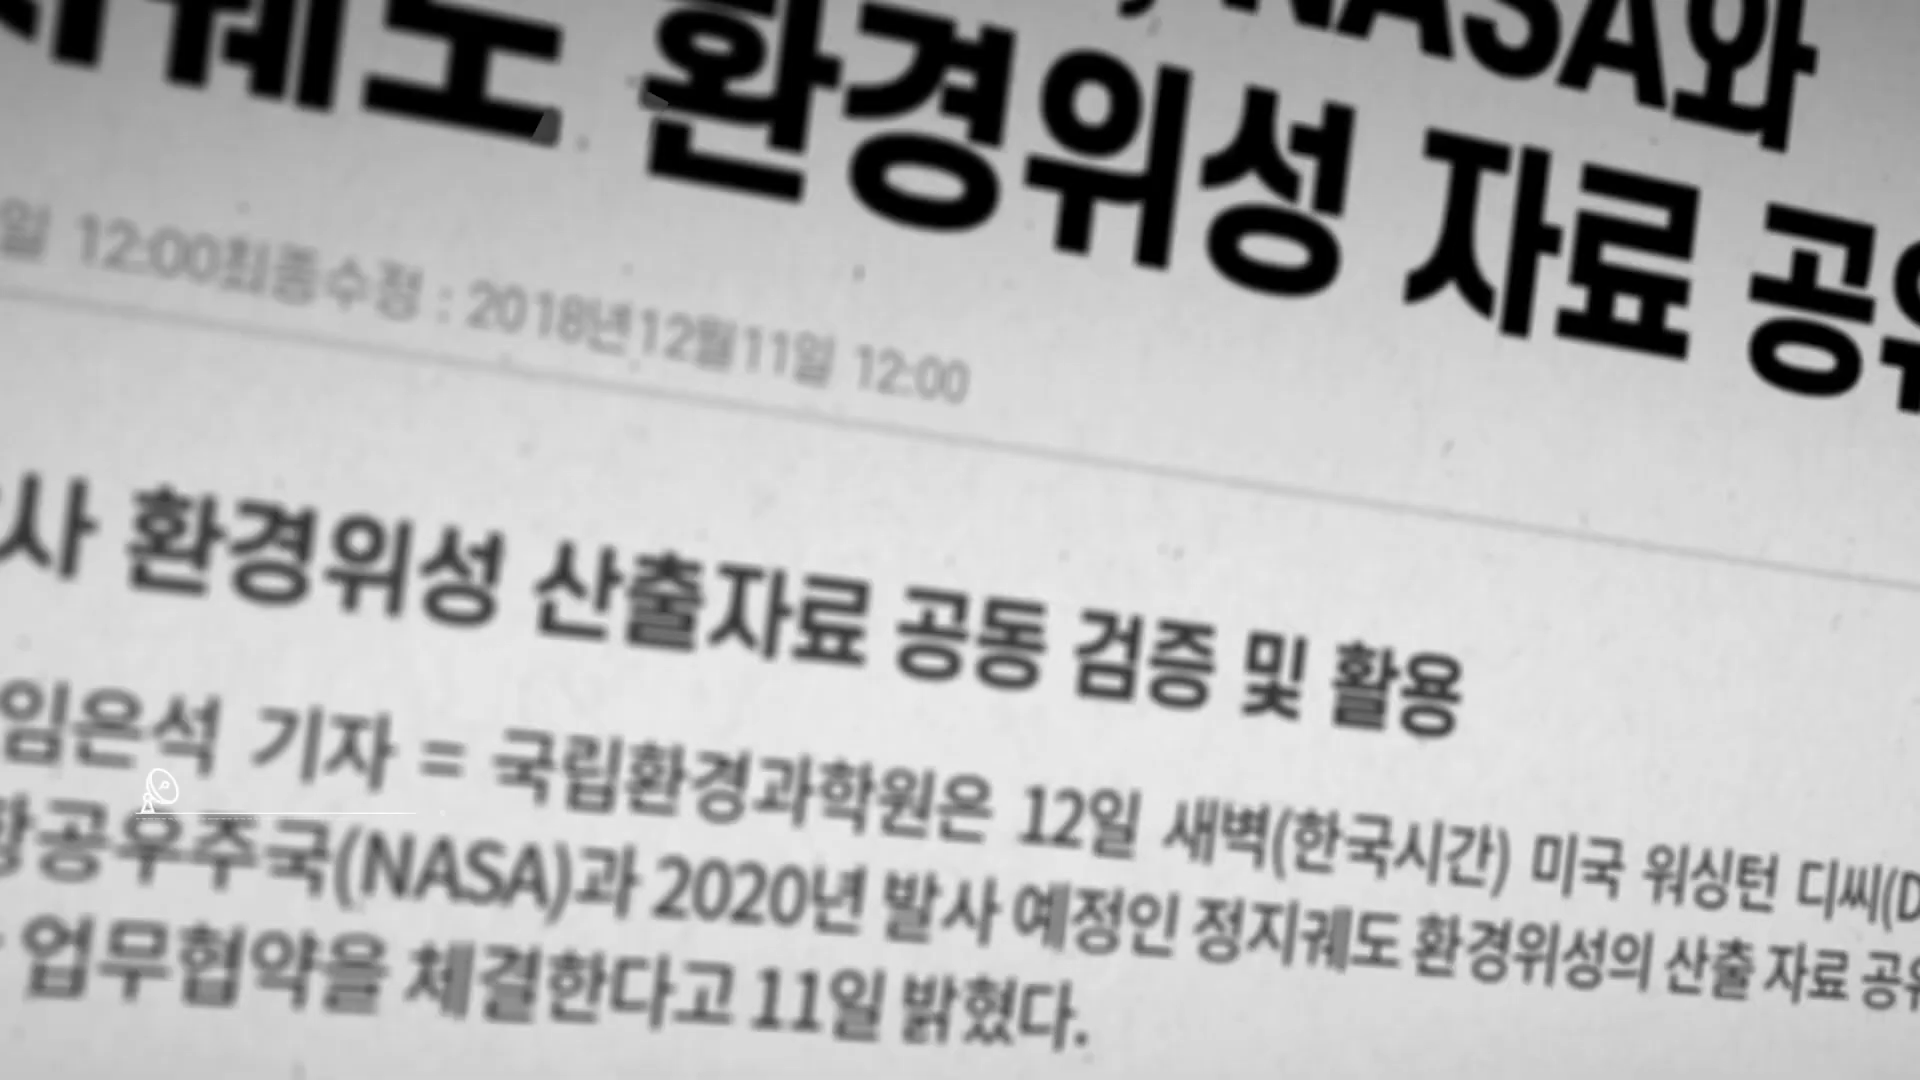 , NASA와
지궤도 환경위성 자료 공유
일 12:00최종수정 : 2018년12월11일 12:00
사 환경위성 산출자료 공동 검증 및 활용
임은석 기자 = 국립환경과학원은 12일 새벽(한국시간) 미국 워싱턴 디씨(D
항공우주국(NASA)과 2020년 발사 예정인 정지궤도 환경위성의 산출 자료 공유
업무협약을 체결한다고 11일 밝혔다.